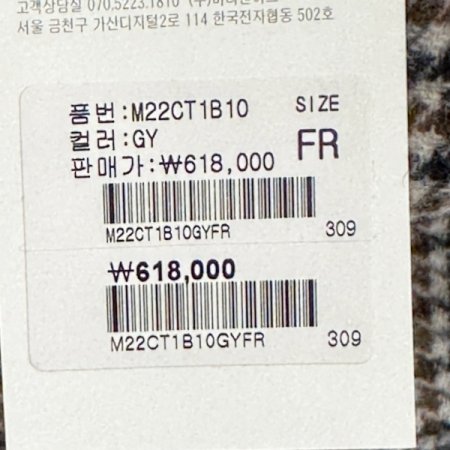 고객상담실 070.5223.1810
서울 금천구 가산디지털2로 114 한국전자협동 502호
품번:M22CT1B10 SIZE
컬러:GY FR
판매가:₩618,000
M22CT1B10GYFR 309
₩618,000
M22CT1B10GYFR 309